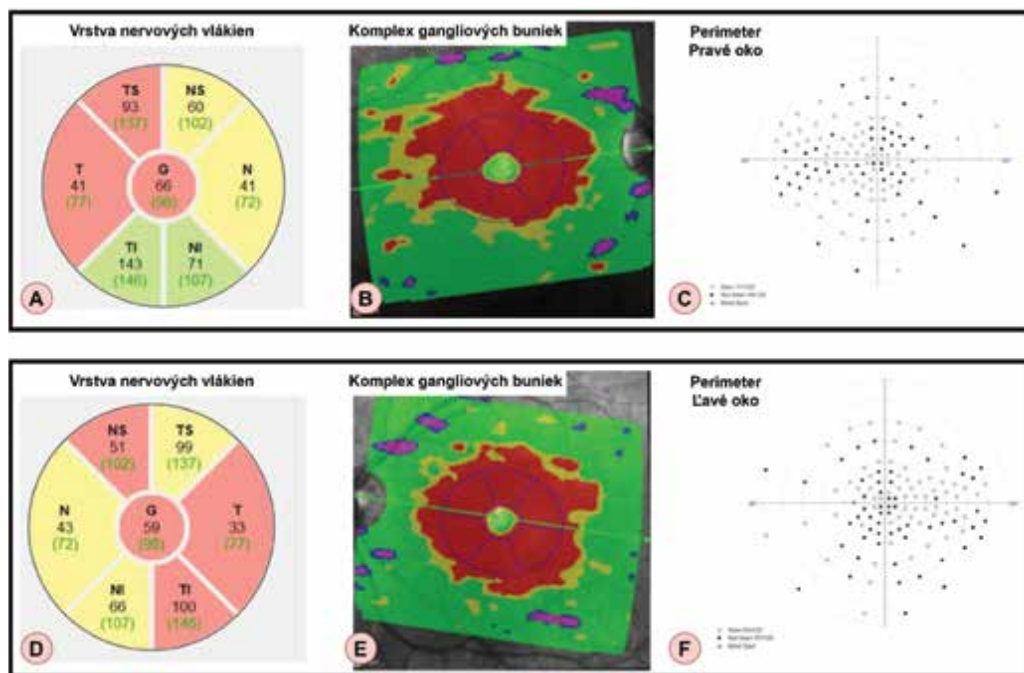 Vrstva nervových vlákien
TS
93
(137)
NS
60
(102)
T
41
(77)
G
66
(98)
N
41
(72)
TI
143
(146)
NI
71
(107)
A
Komplex gangliových buniek
B
Perimeter
Pravé oko
C
Vrstva nervových vlákien
NS
51
(102)
TS
99
(137)
N
43
(72)
G
59
(98)
T
33
(77)
NI
66
(107)
TI
100
(146)
D
Komplex gangliových buniek
E
Perimeter
Ľavé oko
Blind Spot
F